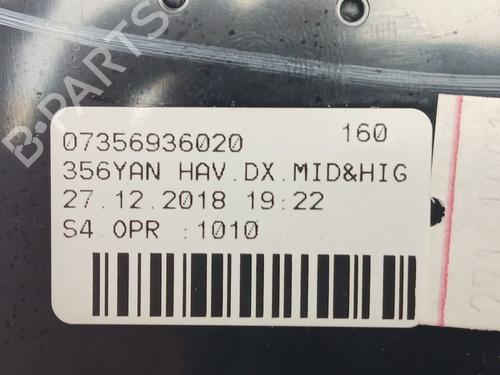 B-PARTS
07356936020 160
356YAN HAV.DX.MID&HIG
27.12.2018 19:22
S4 OPR :1010